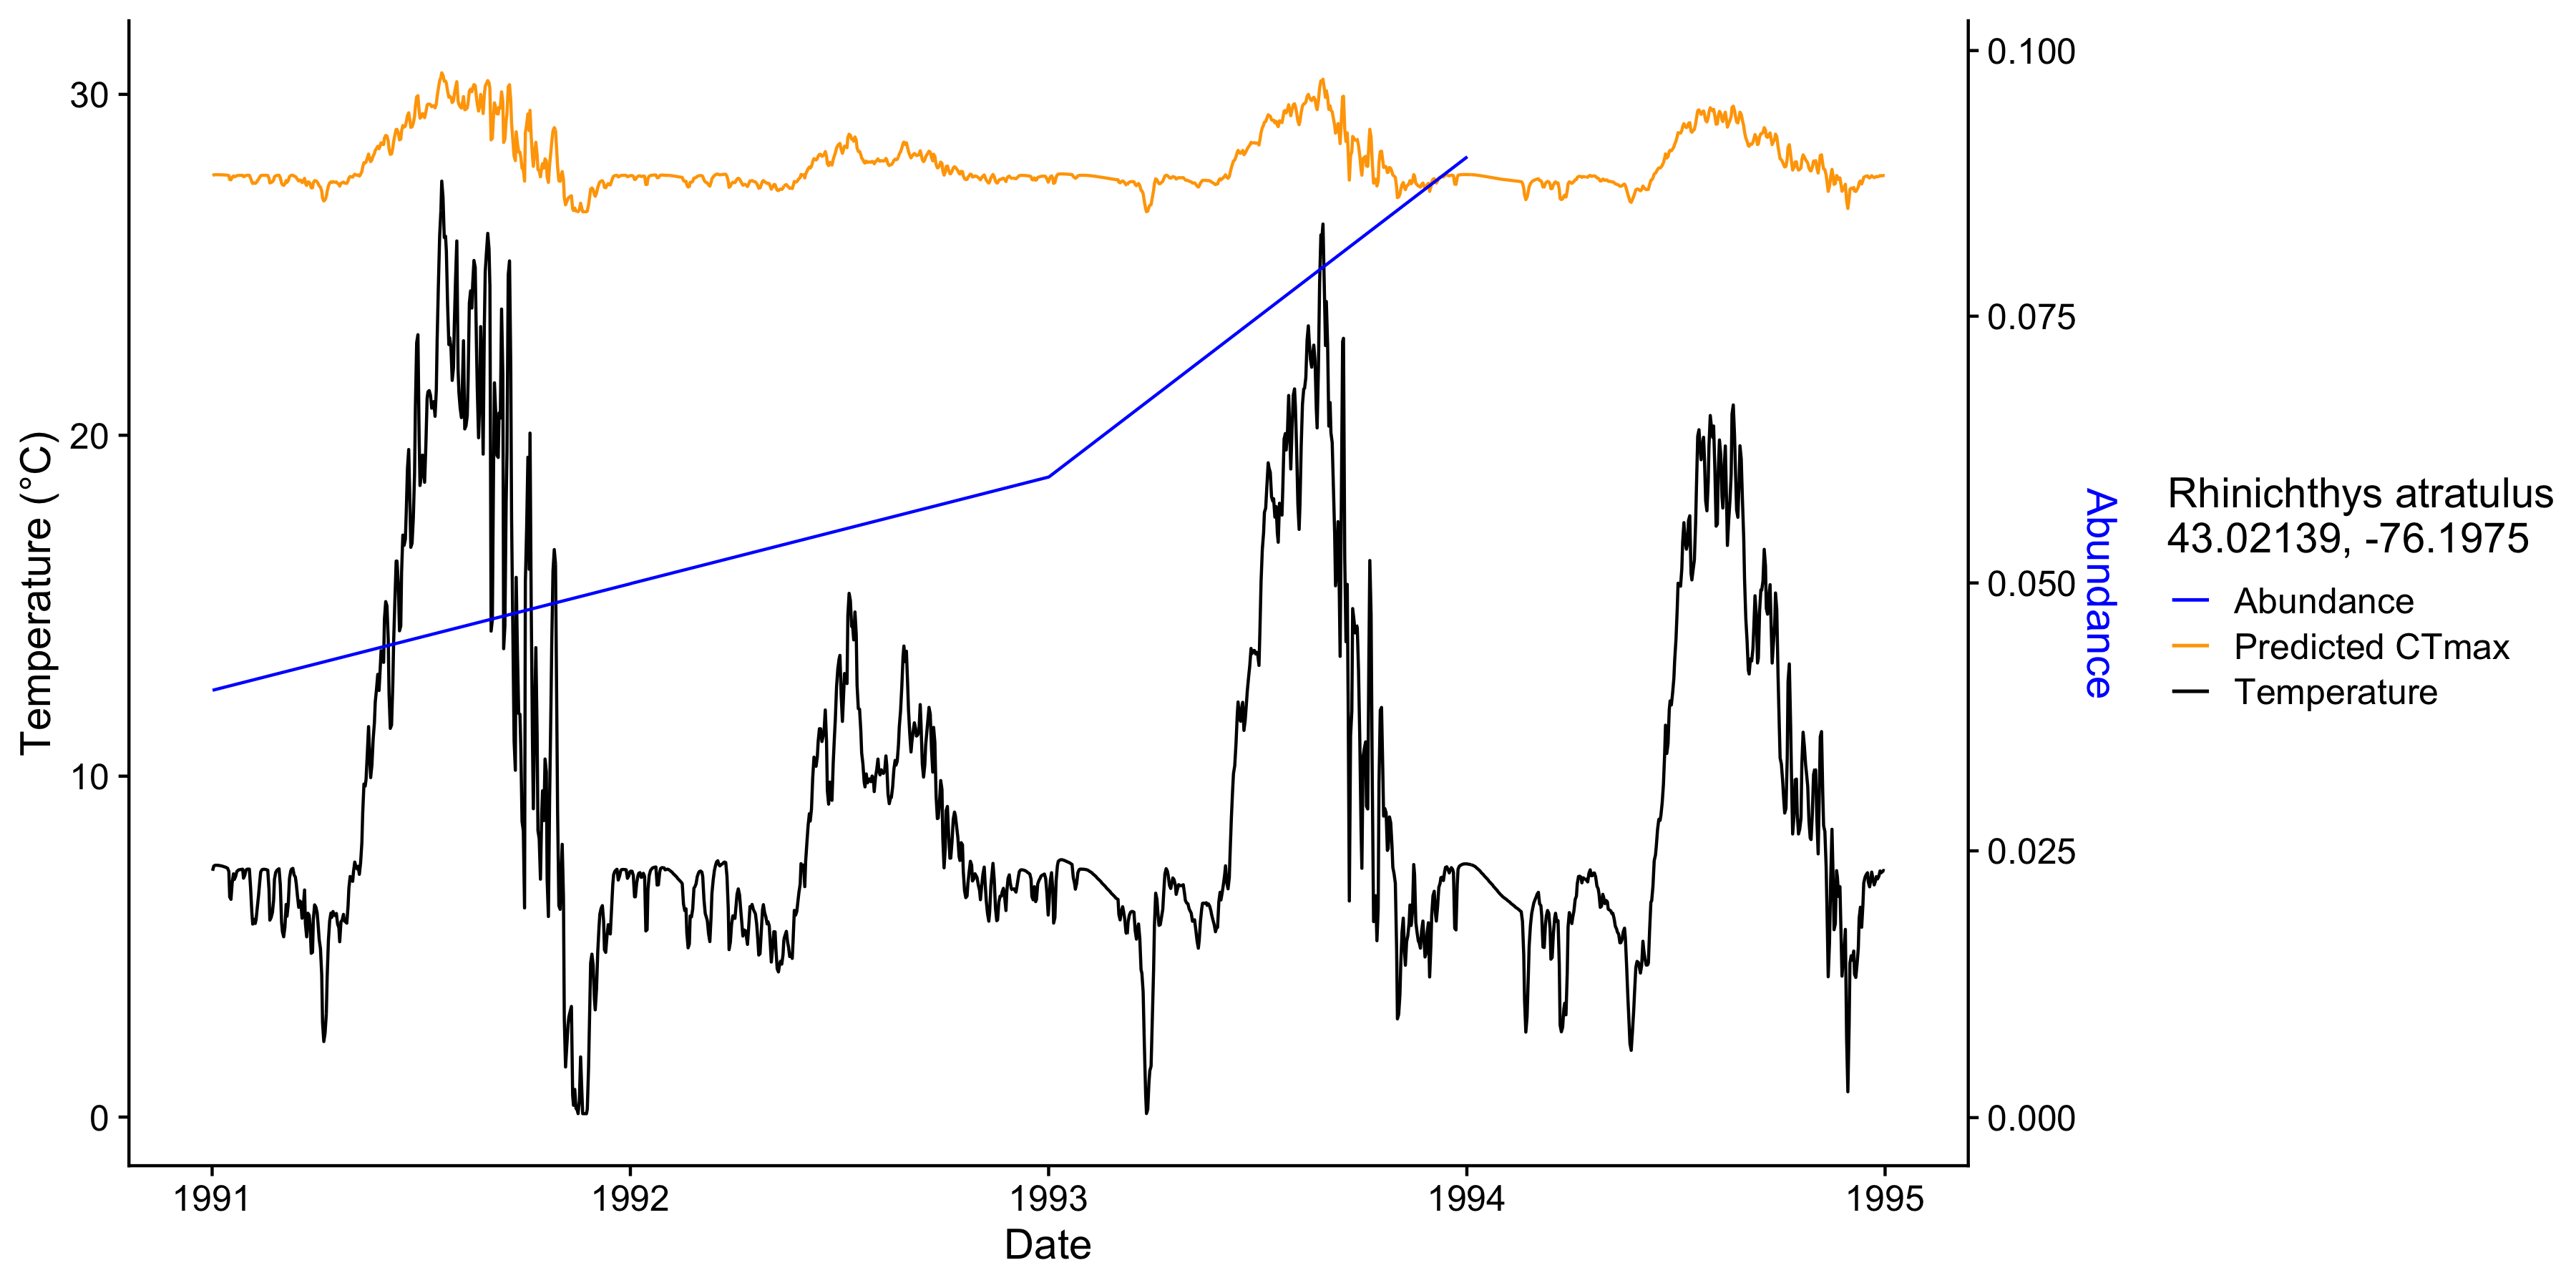 30
20
10
0
Temperature (°C)
1991
1992
1993
1994
1995
Date
0.100
0.075
0.050
0.025
0.000
Abundance
Rhinichthys atratulus
43.02139, -76.1975
Abundance
Predicted CTmax
Temperature